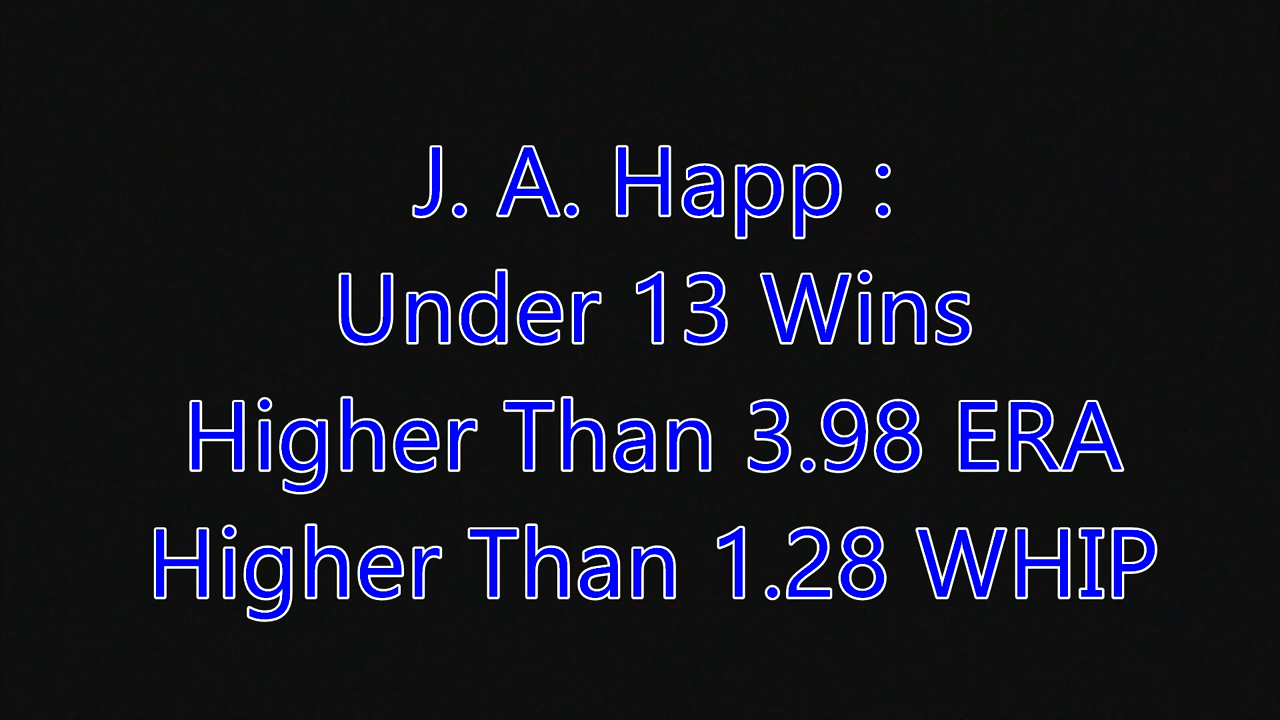 J. A. Happ :
Under 13 Wins
Higher Than 3.98 ERA
Higher Than 1.28 WHIP